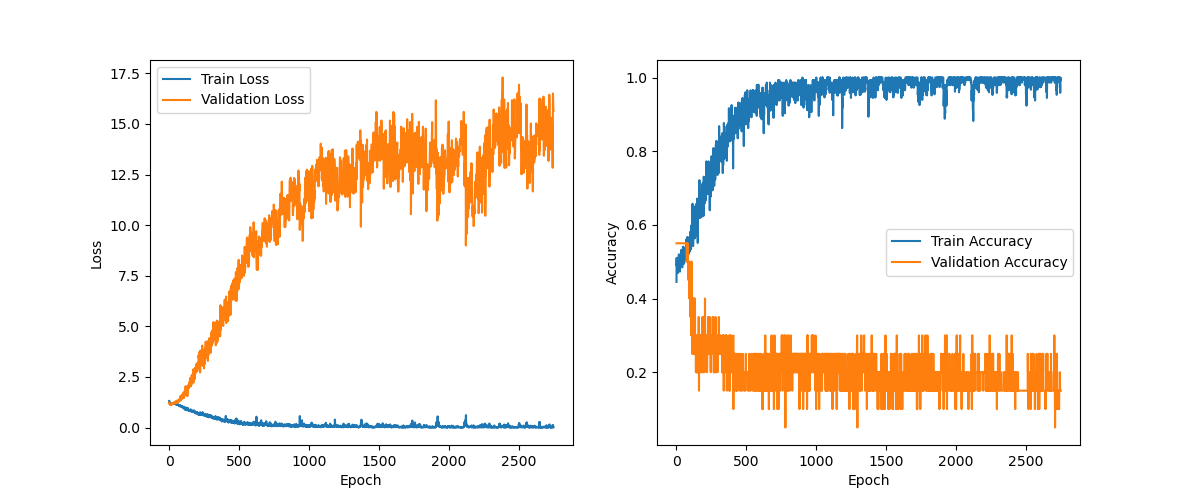 Train Loss
Validation Loss
17.5
15.0
12.5
10.0
7.5
5.0
2.5
0.0
Loss
0 500 1000 1500 2000 2500
Epoch
Train Accuracy
Validation Accuracy
1.0
0.8
0.6
0.4
0.2
Accuracy
0 500 1000 1500 2000 2500
Epoch